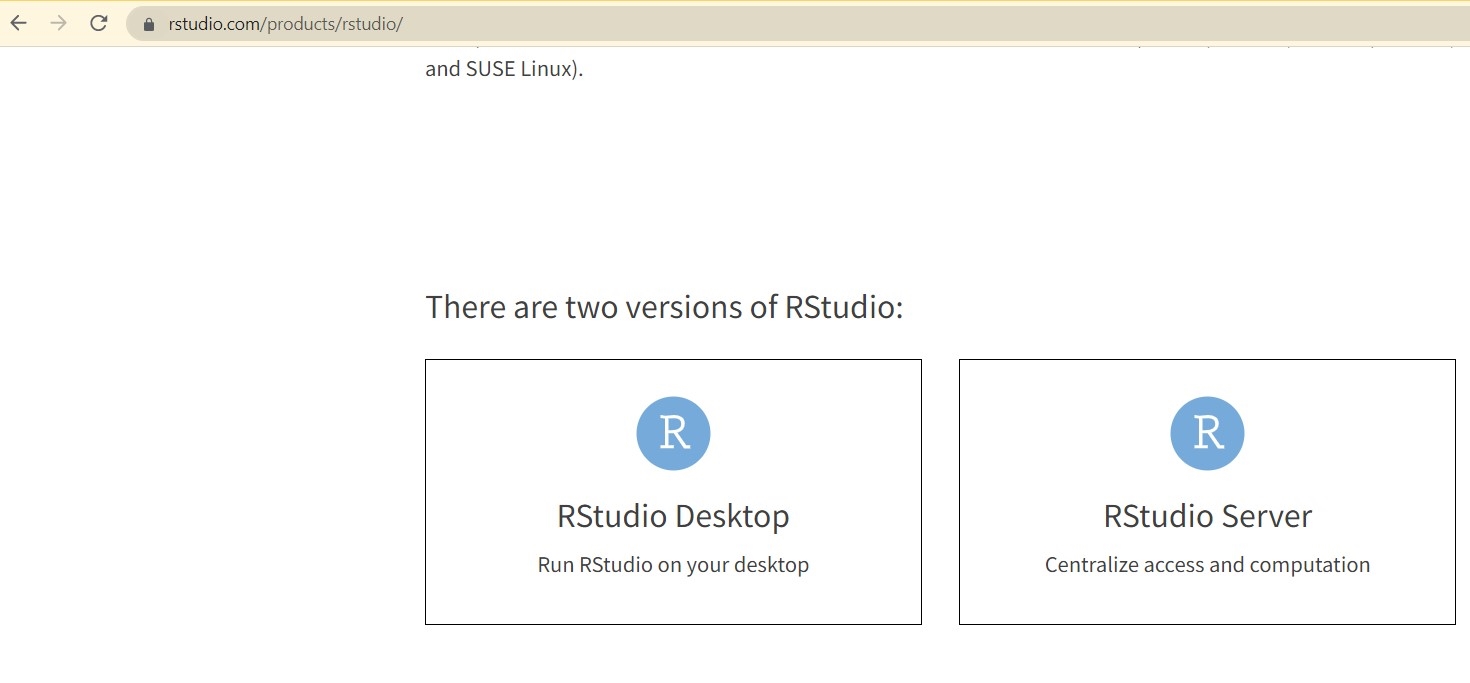 rstudio.com/products/rstudio/
and SUSE Linux).
There are two versions of RStudio:
R
RStudio Desktop
Run RStudio on your desktop
R
RStudio Server
Centralize access and computation